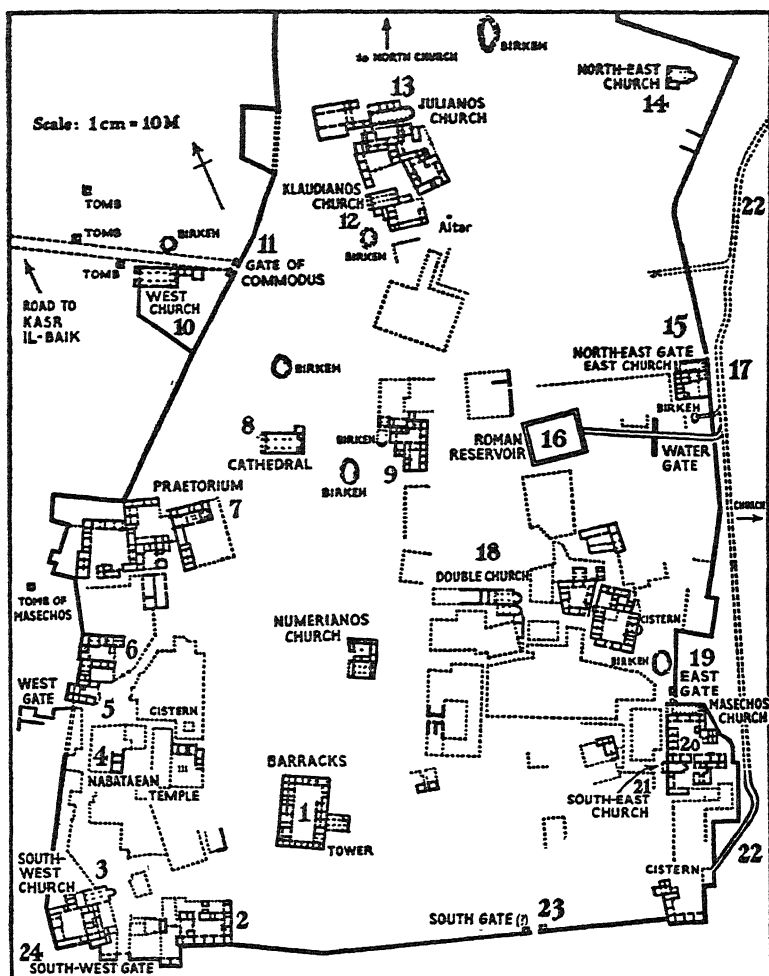 to NORTH CHURCH
BIRKEH
13
JULIANOS
CHURCH
NORTH-EAST
CHURCH
14
Scale: 1 cm = 10 M
KLAUDIANOS
CHURCH
12
BIRKEH
Altar
22
TOMB
TOMB
BIRKEH
TOMB
11
GATE OF
COMMODUS
WEST
CHURCH
10
ROAD TO
KASR
IL-BAIK
15
NORTH-EAST GATE
EAST CHURCH
17
BIRKEH
BIRKEH
8
CATHEDRAL
BIRKEH
9
BIRKEH
ROMAN
RESERVOIR
16
WATER
GATE
PRAETORIUM
7
CHURCH
18
DOUBLE CHURCH
TOMB OF
MASECHOS
NUMERIANOS
CHURCH
CISTERN
BIRKEH
6
WEST
GATE
5
CISTERN
19
EAST
GATE
MASECHOS
CHURCH
20
4
NABATAEAN
TEMPLE
21
SOUTH-EAST
CHURCH
BARRACKS
1
TOWER
22
SOUTH-
WEST
CHURCH
3
CISTERN
2
SOUTH GATE (?)
23
24
SOUTH-WEST GATE